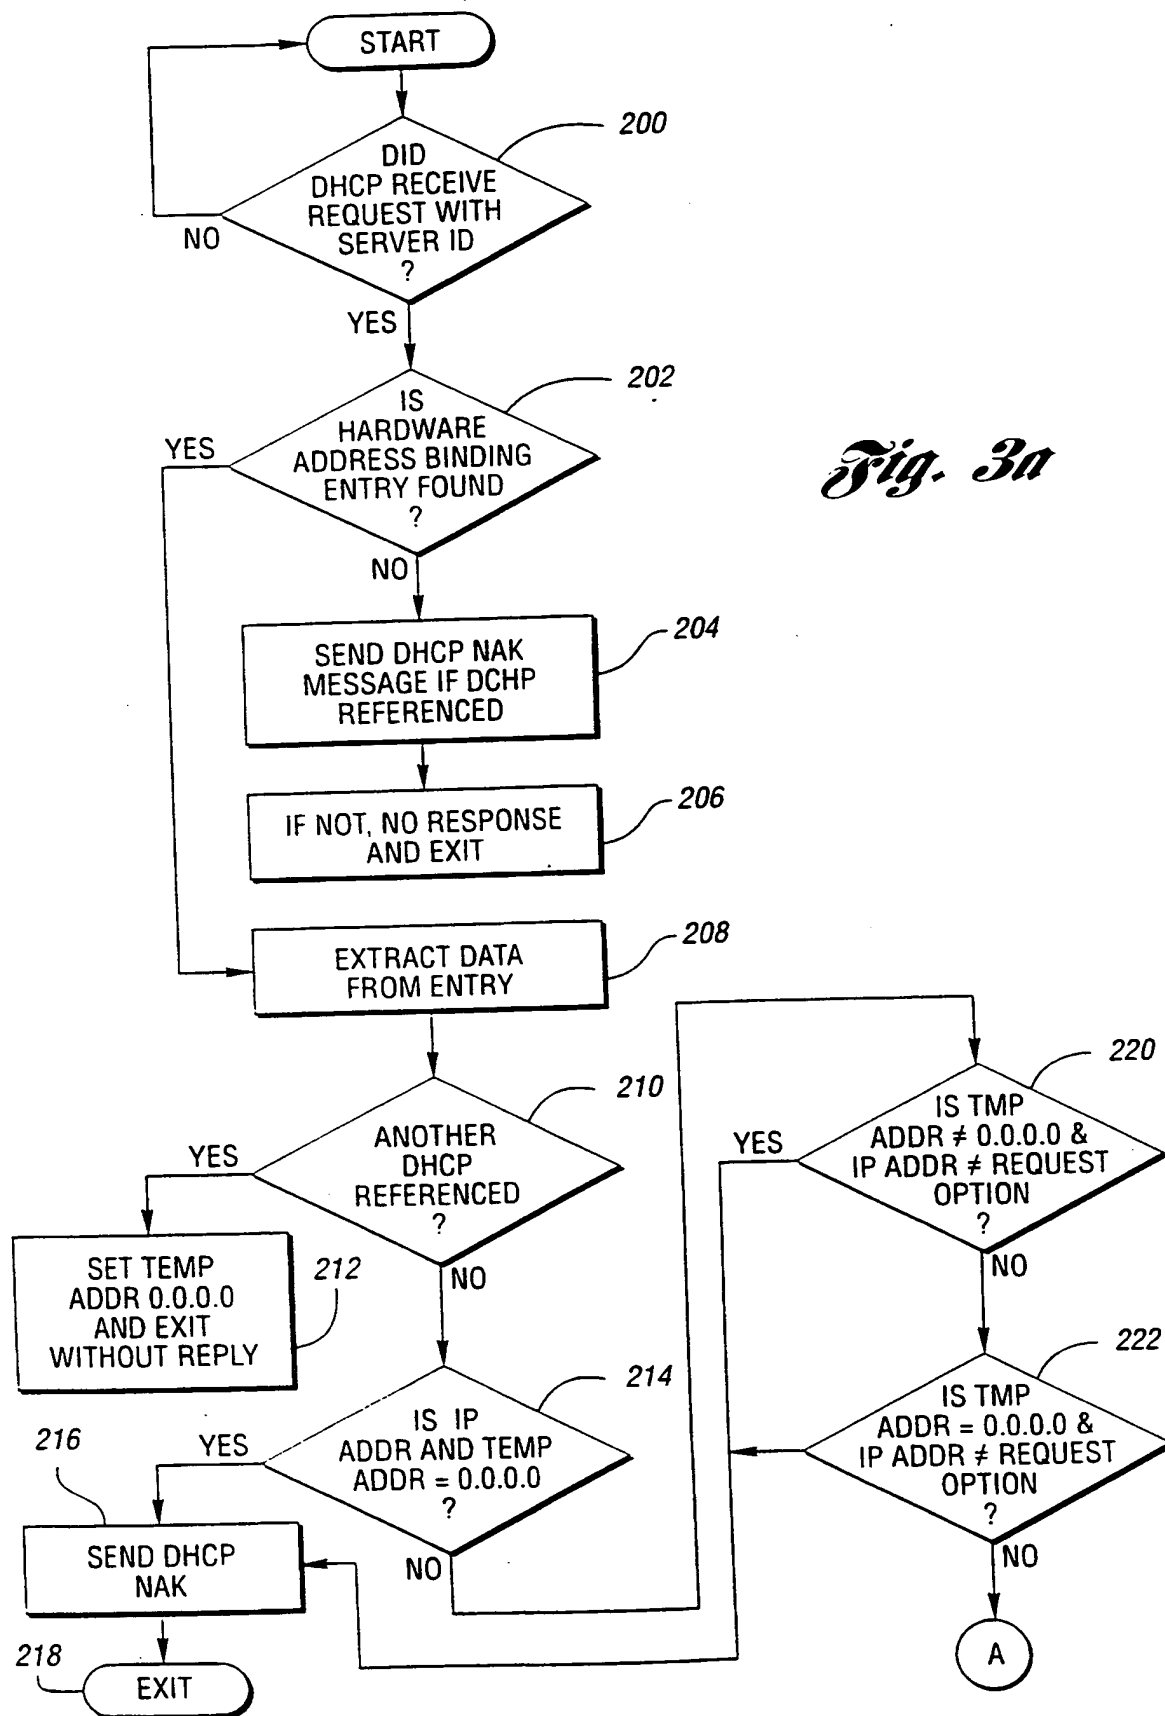 START
200
DID
DHCP RECEIVE
REQUEST WITH
SERVER ID
?
NO
YES
202
IS
HARDWARE
ADDRESS BINDING
ENTRY FOUND
?
YES
NO
Fig. 3a
204
SEND DHCP NAK
MESSAGE IF DCHP
REFERENCED
206
IF NOT, NO RESPONSE
AND EXIT
208
EXTRACT DATA
FROM ENTRY
210
ANOTHER
DHCP
REFERENCED
?
YES
NO
SET TEMP
ADDR 0.0.0.0
AND EXIT
WITHOUT REPLY
212
214
IS IP
ADDR AND TEMP
ADDR = 0.0.0.0
?
YES
NO
216
SEND DHCP
NAK
218
EXIT
220
IS TMP
ADDR ≠ 0.0.0.0 &
IP ADDR ≠ REQUEST
OPTION
?
YES
NO
222
IS TMP
ADDR = 0.0.0.0 &
IP ADDR ≠ REQUEST
OPTION
?
NO
A